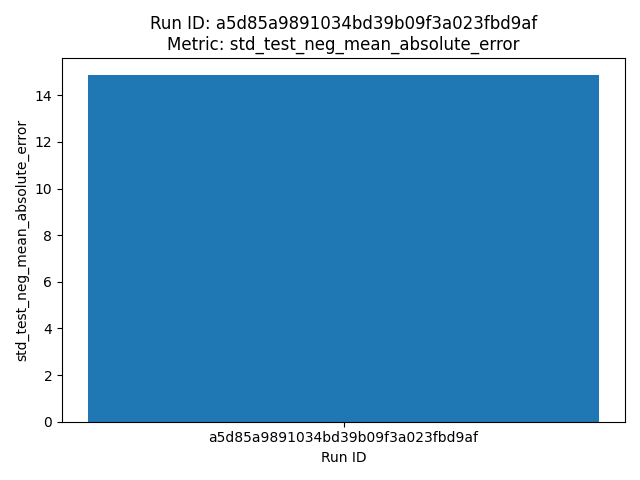 Run ID: a5d85a9891034bd39b09f3a023fbd9af
Metric: std_test_neg_mean_absolute_error
std_test_neg_mean_absolute_error
14
12
10
8
6
4
2
0
a5d85a9891034bd39b09f3a023fbd9af
Run ID